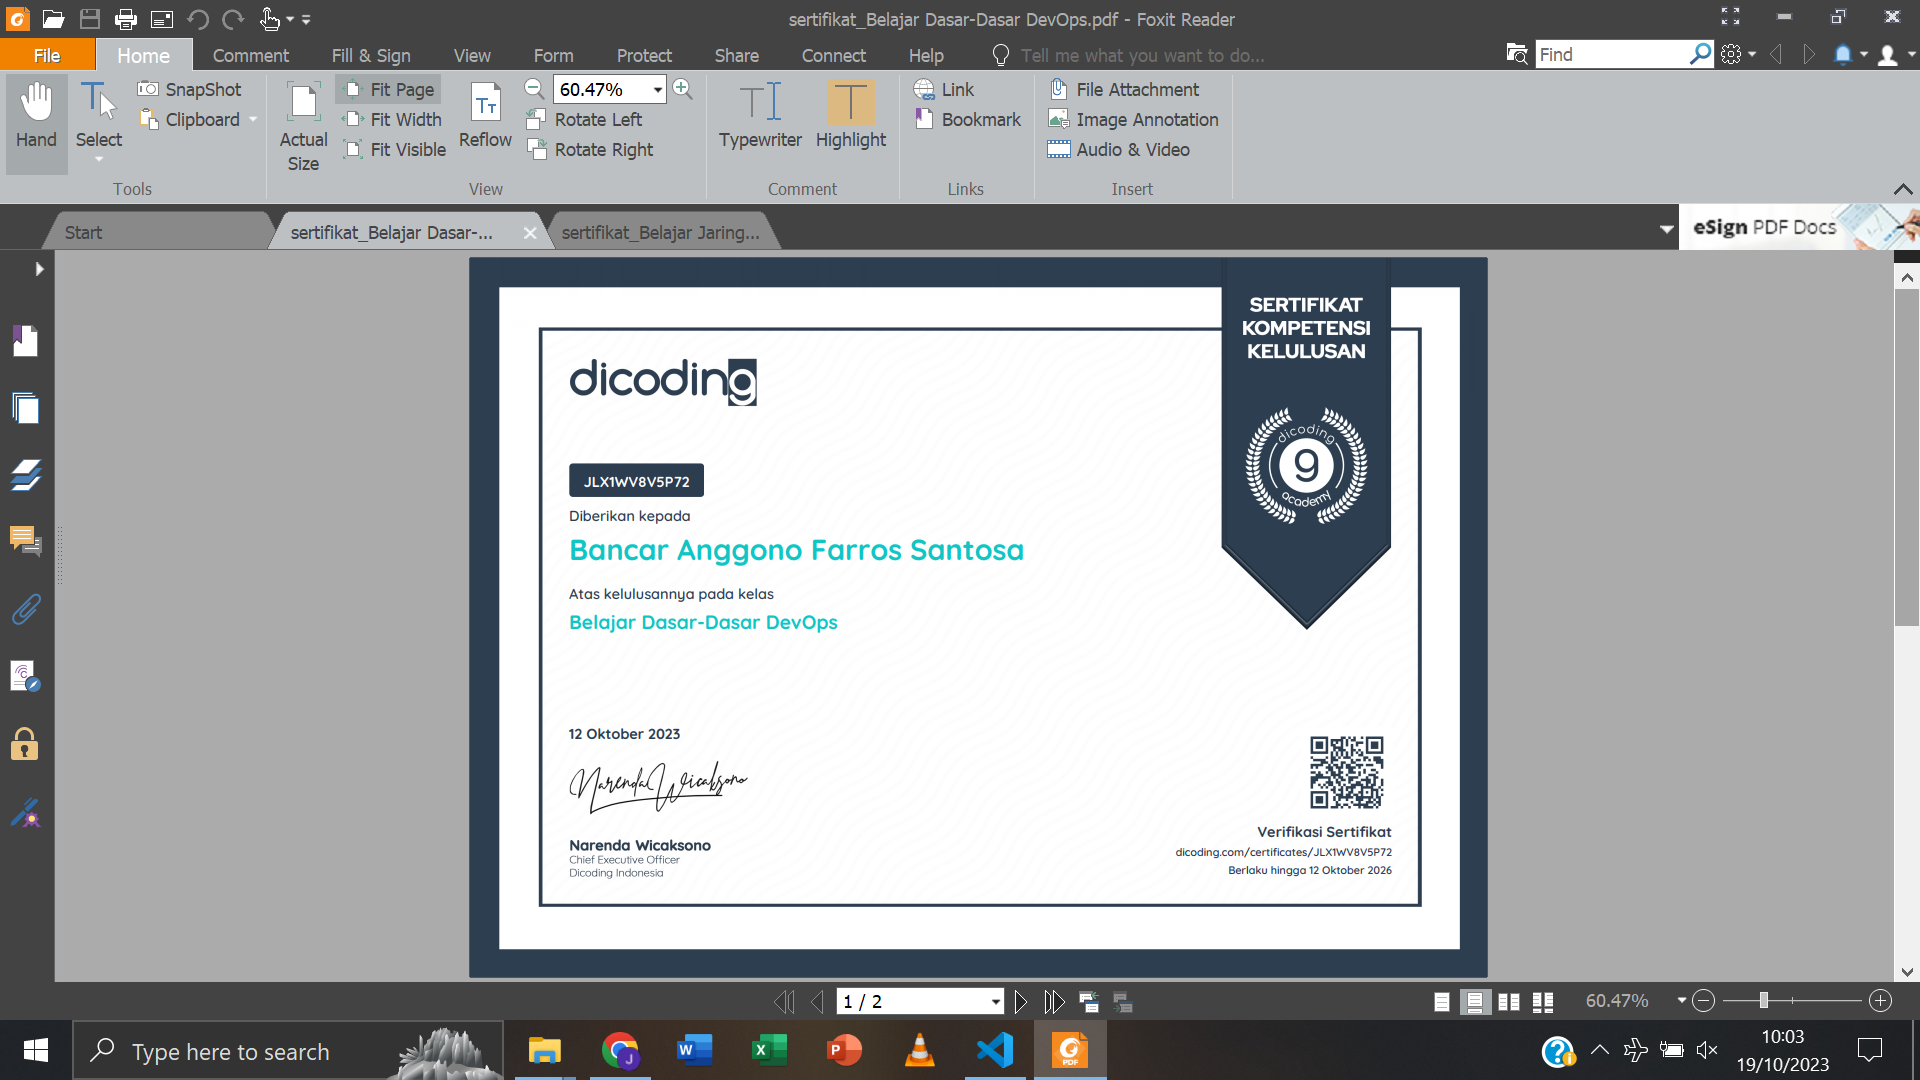 sertifikat_Belajar Dasar-Dasar DevOps.pdf - Foxit Reader
File Home Comment Fill & Sign View Form Protect Share Connect Help Tell me what you want to do... Find
Hand
Select
SnapShot
Clipboard
Tools
Actual
Size
Fit Page
Fit Width
Fit Visible
Reflow
60.47%
Rotate Left
Rotate Right
View
Typewriter
Highlight
Comment
Link
Bookmark
Links
File Attachment
Image Annotation
Audio & Video
Insert
Start
sertifikat_Belajar Dasar-...
sertifikat_Belajar Jaring...
eSign PDF Docs
SERTIFIKAT
KOMPETENSI
KELULUSAN
dicoding
academy
dicoding
JLX1WV8V5P72
Diberikan kepada
Bancar Anggono Farros Santosa
Atas kelulusannya pada kelas
Belajar Dasar-Dasar DevOps
12 Oktober 2023
Narenda Wicaksono
Narenda Wicaksono
Chief Executive Officer
Dicoding Indonesia
Verifikasi Sertifikat
dicoding.com/certificates/JLX1WV8V5P72
Berlaku hingga 12 Oktober 2026
1 / 2
60.47%
Type here to search
10:03
19/10/2023